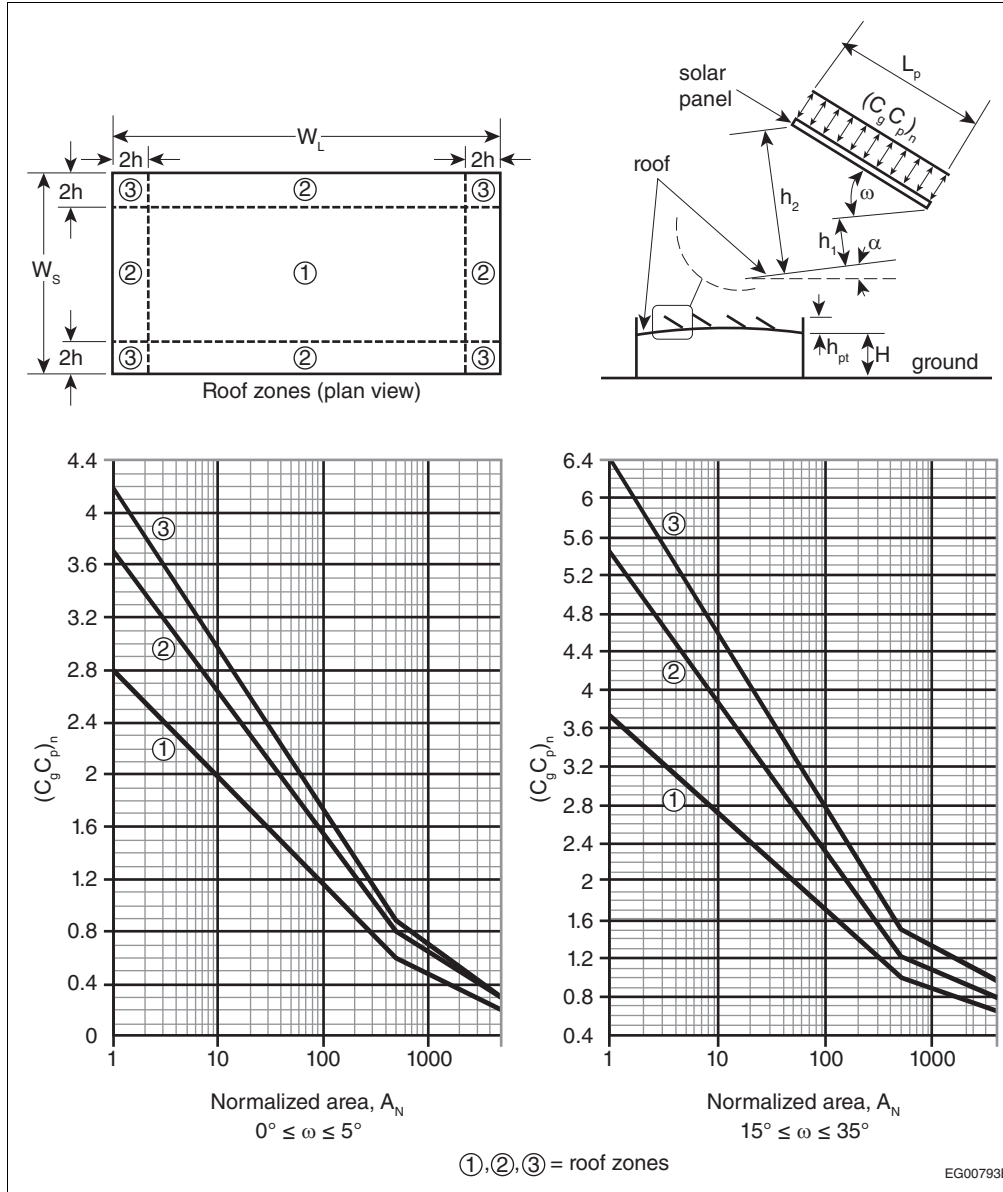 W_L
2h
2h
2h
③
②
③
W_S
②
①
②
2h
③
②
③
Roof zones (plan view)
solar
panel
L_p
(C_g C_p)_n
roof
h_2
ω
h_1
α
h_pt
H
ground
4.4
4
3.6
3.2
2.8
2.4
2
1.6
1.2
0.8
0.4
0
(C_g C_p)_n
③
②
①
1
10
100
1000
Normalized area, A_N
0° ≤ ω ≤ 5°
6.4
6
5.6
5.2
4.8
4.4
4
3.6
3.2
2.8
2.4
2
1.6
1.2
0.8
0.4
(C_g C_p)_n
③
②
①
1
10
100
1000
Normalized area, A_N
15° ≤ ω ≤ 35°
①,②,③ = roof zones